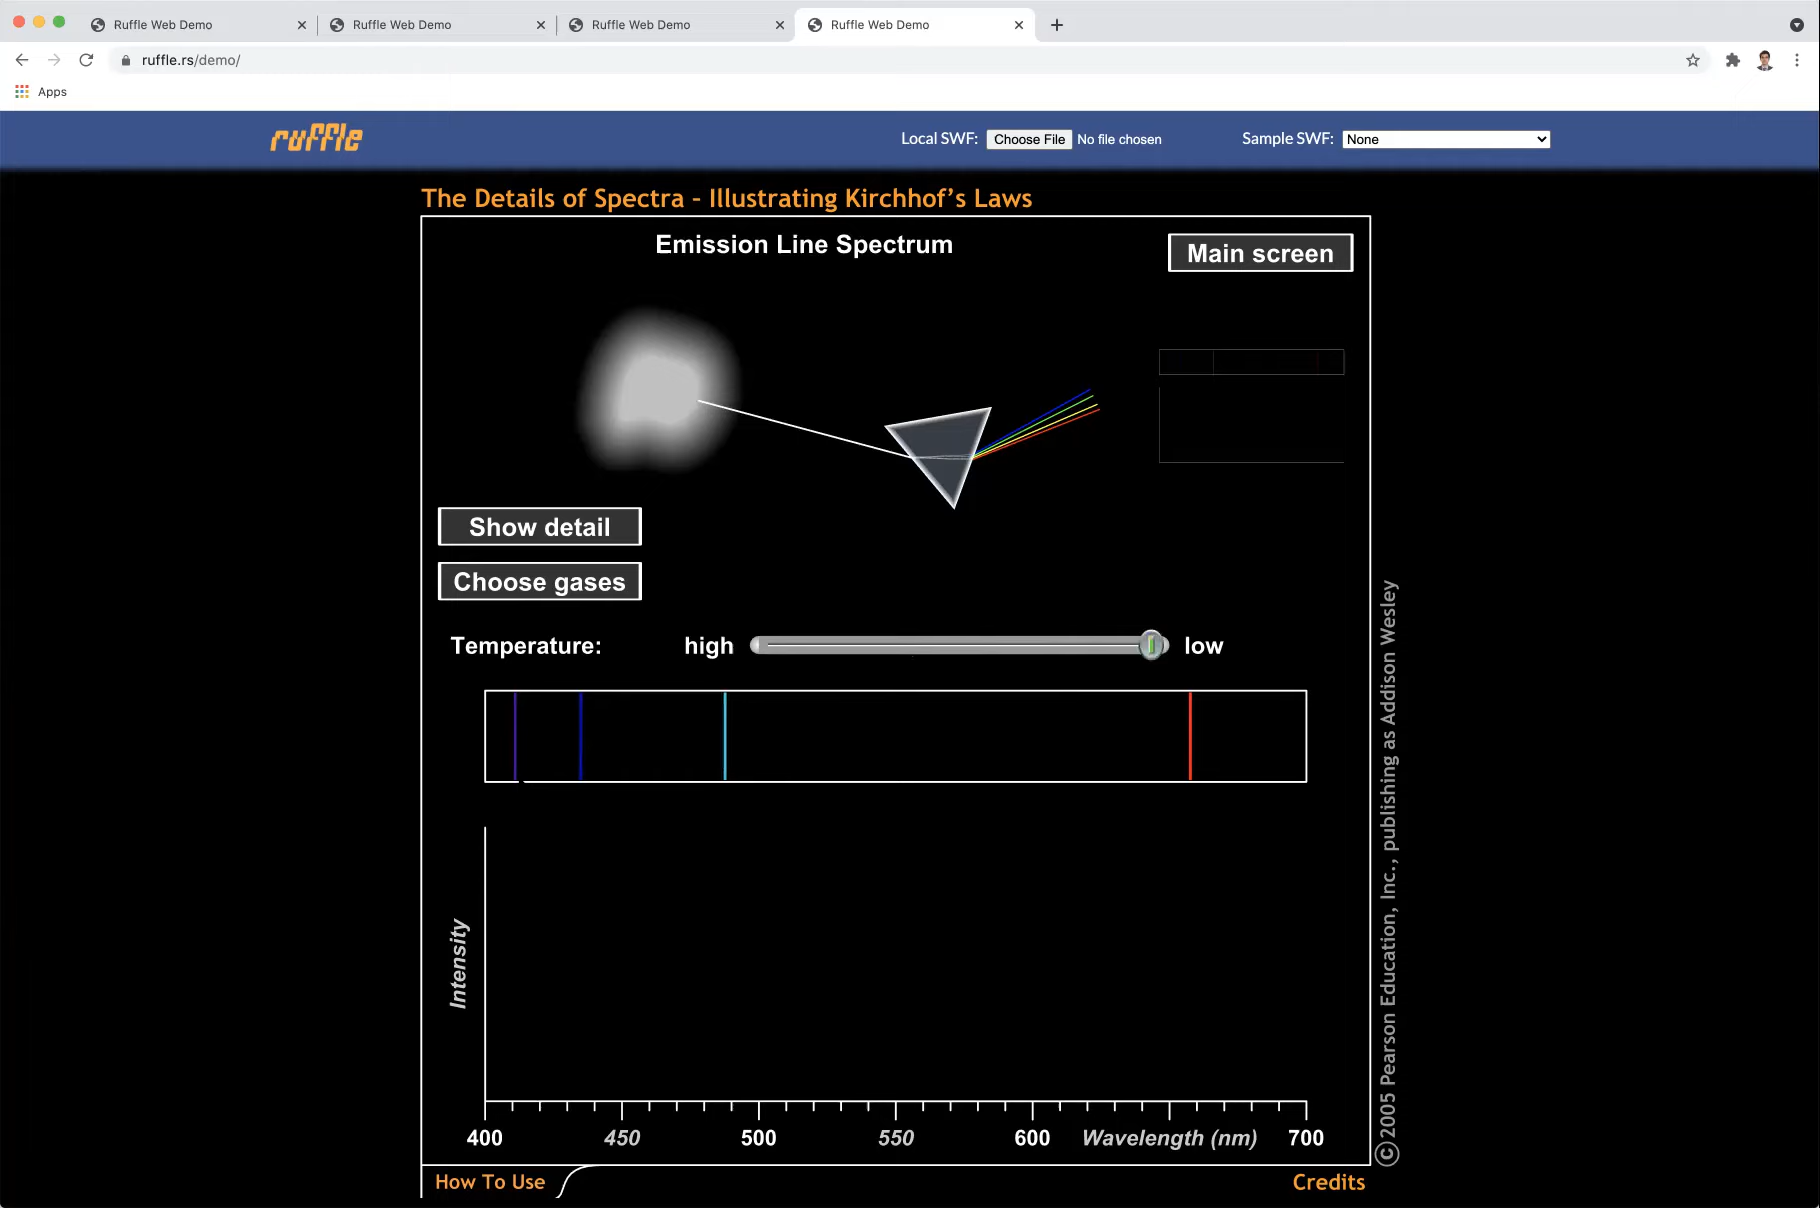 Ruffle Web Demo
Ruffle Web Demo
Ruffle Web Demo
Ruffle Web Demo
ruffle.rs/demo/
Apps
ruffle
Local SWF: Choose File No file chosen
Sample SWF: None
The Details of Spectra – Illustrating Kirchhof’s Laws
Emission Line Spectrum
Main screen
Show detail
Choose gases
Temperature: high low
Intensity
400 450 500 550 600 Wavelength (nm) 700
©2005 Pearson Education, Inc., publishing as Addison Wesley
How To Use
Credits